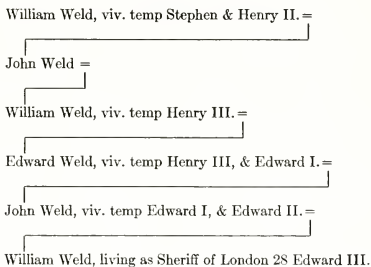 William Weld, viv. temp Stephen & Henry II. =
John Weld =
William Weld, viv. temp Henry III. =
Edward Weld, viv. temp Henry III, & Edward I. =
John Weld, viv. temp Edward I, & Edward II. =
William Weld, living as Sheriff of London 28 Edward III.